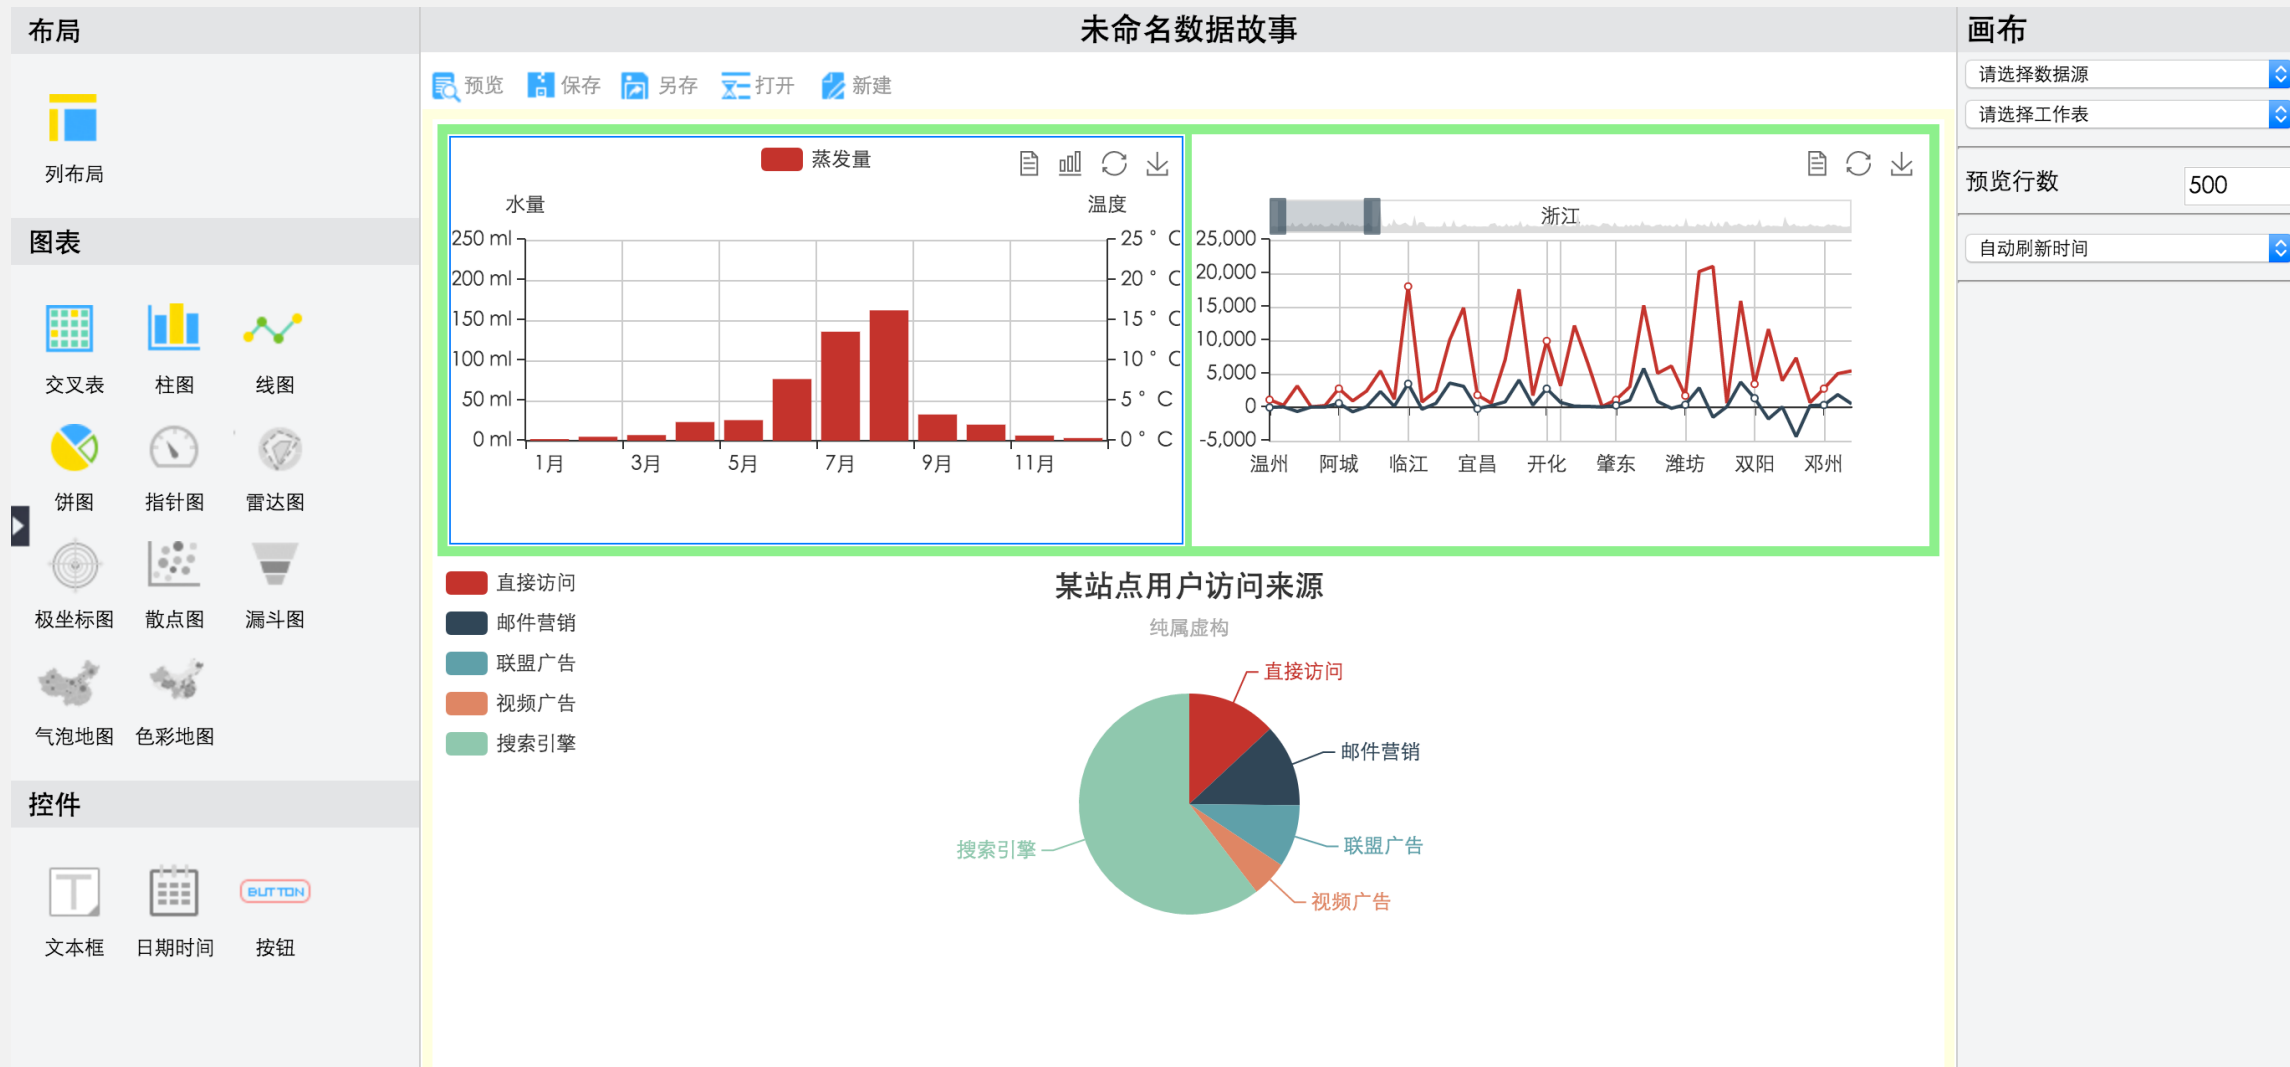 布局
列布局
图表
交叉表
柱图
线图
饼图
指针图
雷达图
极坐标图
散点图
漏斗图
气泡地图
色彩地图
控件
T
BUTTON
文本框
日期时间
按钮
未命名数据故事
预览
保存
另存
打开
新建
蒸发量
水量
温度
250 ml
200 ml
150 ml
100 ml
50 ml
0 ml
25 ° C
20 ° C
15 ° C
10 ° C
5 ° C
0 ° C
1月
3月
5月
7月
9月
11月
浙江
25,000
20,000
15,000
10,000
5,000
0
-5,000
温州
阿城
临江
宜昌
开化
肇东
潍坊
双阳
邓州
直接访问
邮件营销
联盟广告
视频广告
搜索引擎
某站点用户访问来源
纯属虚构
直接访问
邮件营销
联盟广告
视频广告
搜索引擎
画布
请选择数据源
请选择工作表
预览行数
500
自动刷新时间